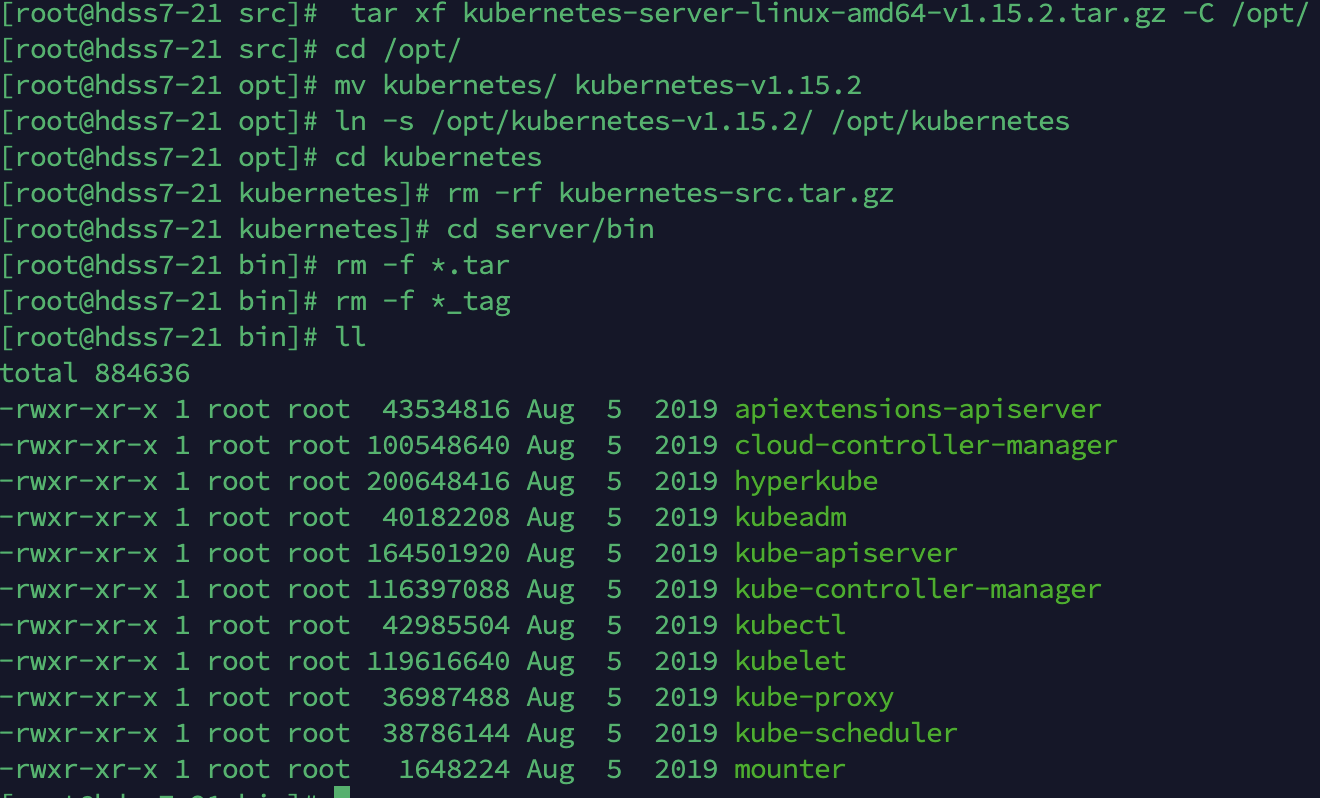 [root@hdss7-21 src]#  tar xf kubernetes-server-linux-amd64-v1.15.2.tar.gz -C /opt/
[root@hdss7-21 src]# cd /opt/
[root@hdss7-21 opt]# mv kubernetes/ kubernetes-v1.15.2
[root@hdss7-21 opt]# ln -s /opt/kubernetes-v1.15.2/ /opt/kubernetes
[root@hdss7-21 opt]# cd kubernetes
[root@hdss7-21 kubernetes]# rm -rf kubernetes-src.tar.gz
[root@hdss7-21 kubernetes]# cd server/bin
[root@hdss7-21 bin]# rm -f *.tar
[root@hdss7-21 bin]# rm -f *_tag
[root@hdss7-21 bin]# ll
total 884636
-rwxr-xr-x 1 root root  43534816 Aug  5  2019 apiextensions-apiserver
-rwxr-xr-x 1 root root 100548640 Aug  5  2019 cloud-controller-manager
-rwxr-xr-x 1 root root 200648416 Aug  5  2019 hyperkube
-rwxr-xr-x 1 root root  40182208 Aug  5  2019 kubeadm
-rwxr-xr-x 1 root root 164501920 Aug  5  2019 kube-apiserver
-rwxr-xr-x 1 root root 116397088 Aug  5  2019 kube-controller-manager
-rwxr-xr-x 1 root root  42985504 Aug  5  2019 kubectl
-rwxr-xr-x 1 root root 119616640 Aug  5  2019 kubelet
-rwxr-xr-x 1 root root  36987488 Aug  5  2019 kube-proxy
-rwxr-xr-x 1 root root  38786144 Aug  5  2019 kube-scheduler
-rwxr-xr-x 1 root root   1648224 Aug  5  2019 mounter